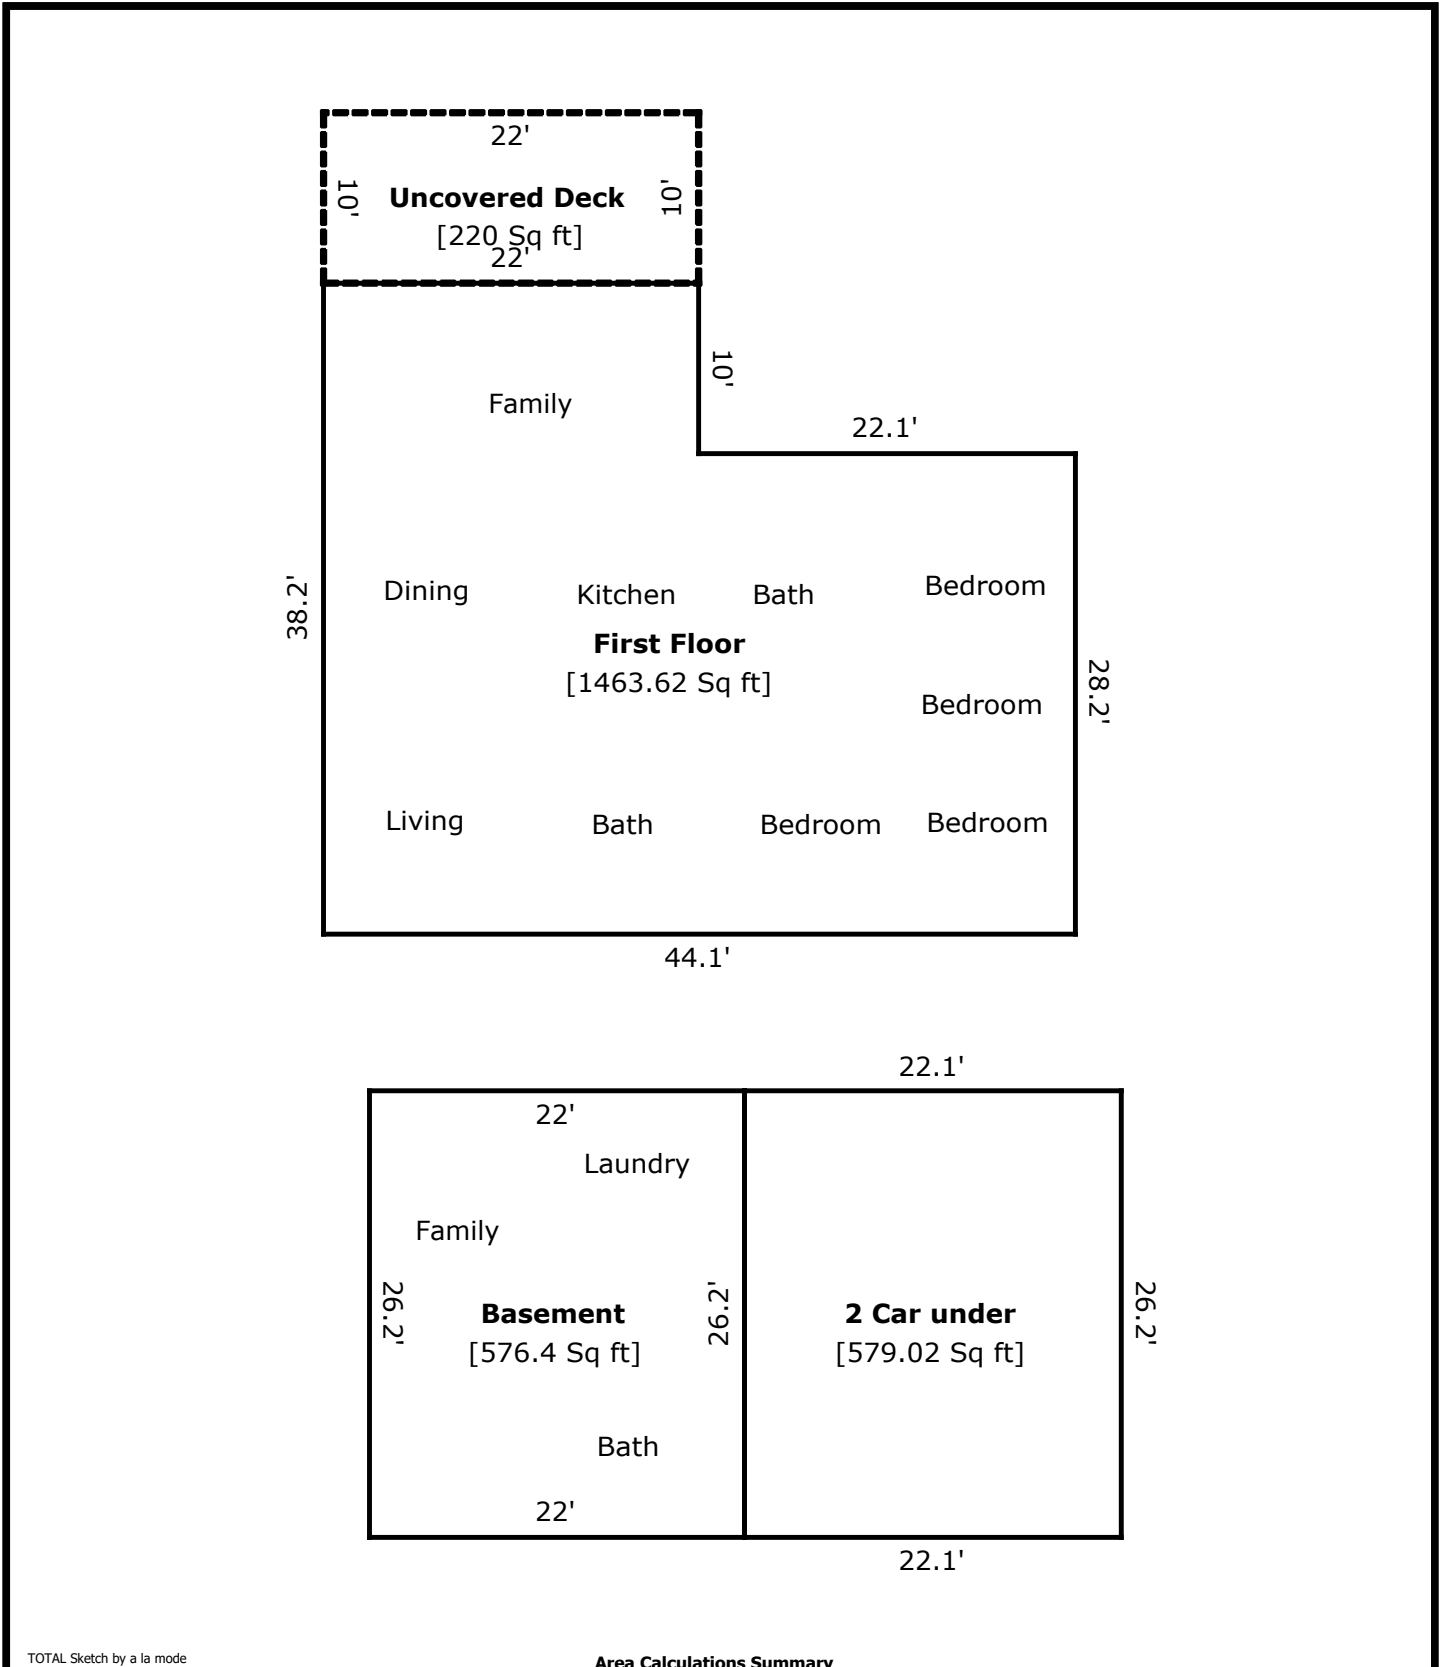 22'
10'
Uncovered Deck
10'
[220 Sq ft]
22'
10'
Family
22.1'
38.2'
Dining
Kitchen
Bath
Bedroom
First Floor
[1463.62 Sq ft]
28.2'
Bedroom
Living
Bath
Bedroom
Bedroom
44.1'
22.1'
22'
Laundry
Family
26.2'
Basement
[576.4 Sq ft]
26.2'
2 Car under
[579.02 Sq ft]
26.2'
Bath
22'
22.1'
TOTAL Sketch by a la mode
Area Calculations Summary